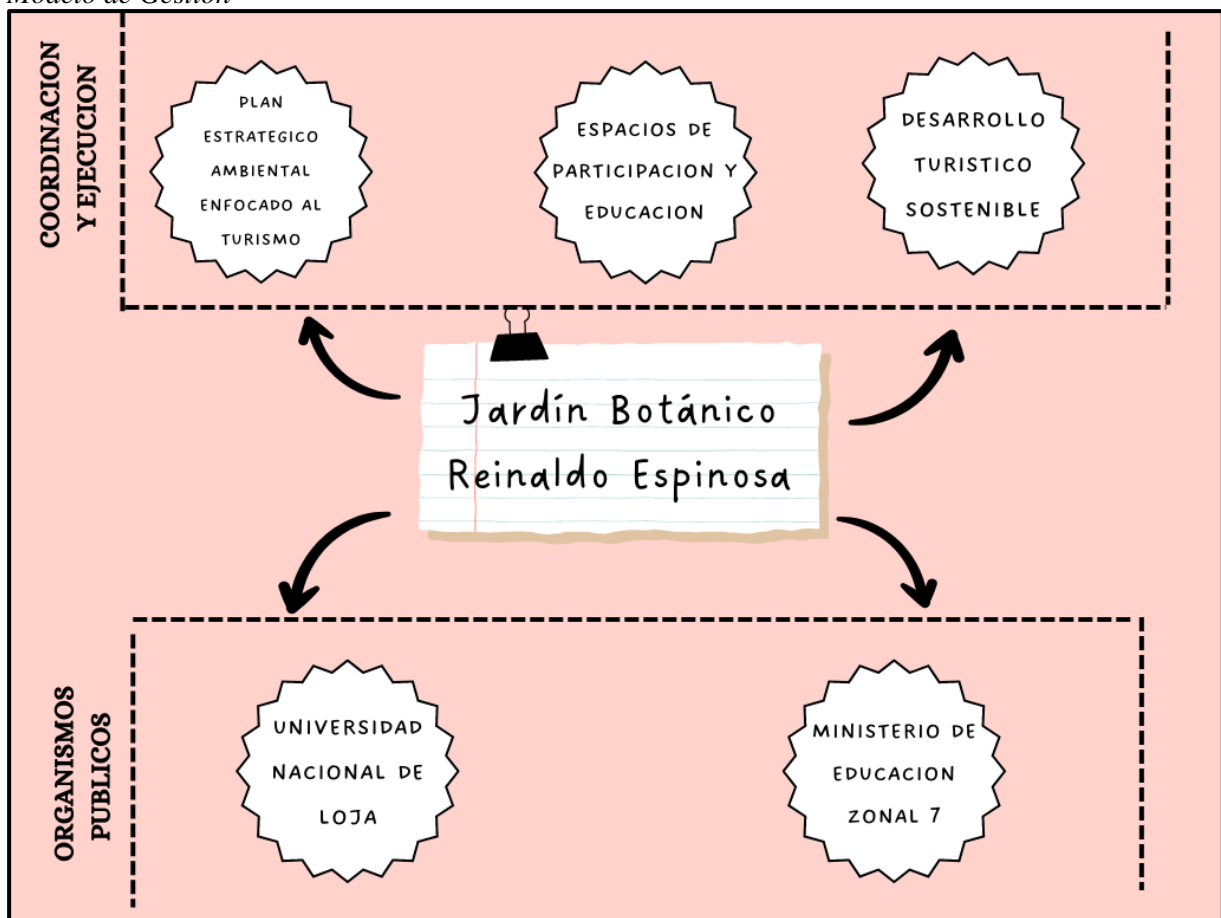 Modelo de Gestión
COORDINACION
Y EJECUCION
PLAN
ESTRATEGICO
AMBIENTAL
ENFOCADO AL
TURISMO
ESPACIOS DE
PARTICIPACION Y
EDUCACION
DESARROLLO
TURISTICO
SOSTENIBLE
Jardín Botánico
Reinaldo Espinosa
ORGANISMOS
PUBLICOS
UNIVERSIDAD
NACIONAL DE
LOJA
MINISTERIO DE
EDUCACION
ZONAL 7